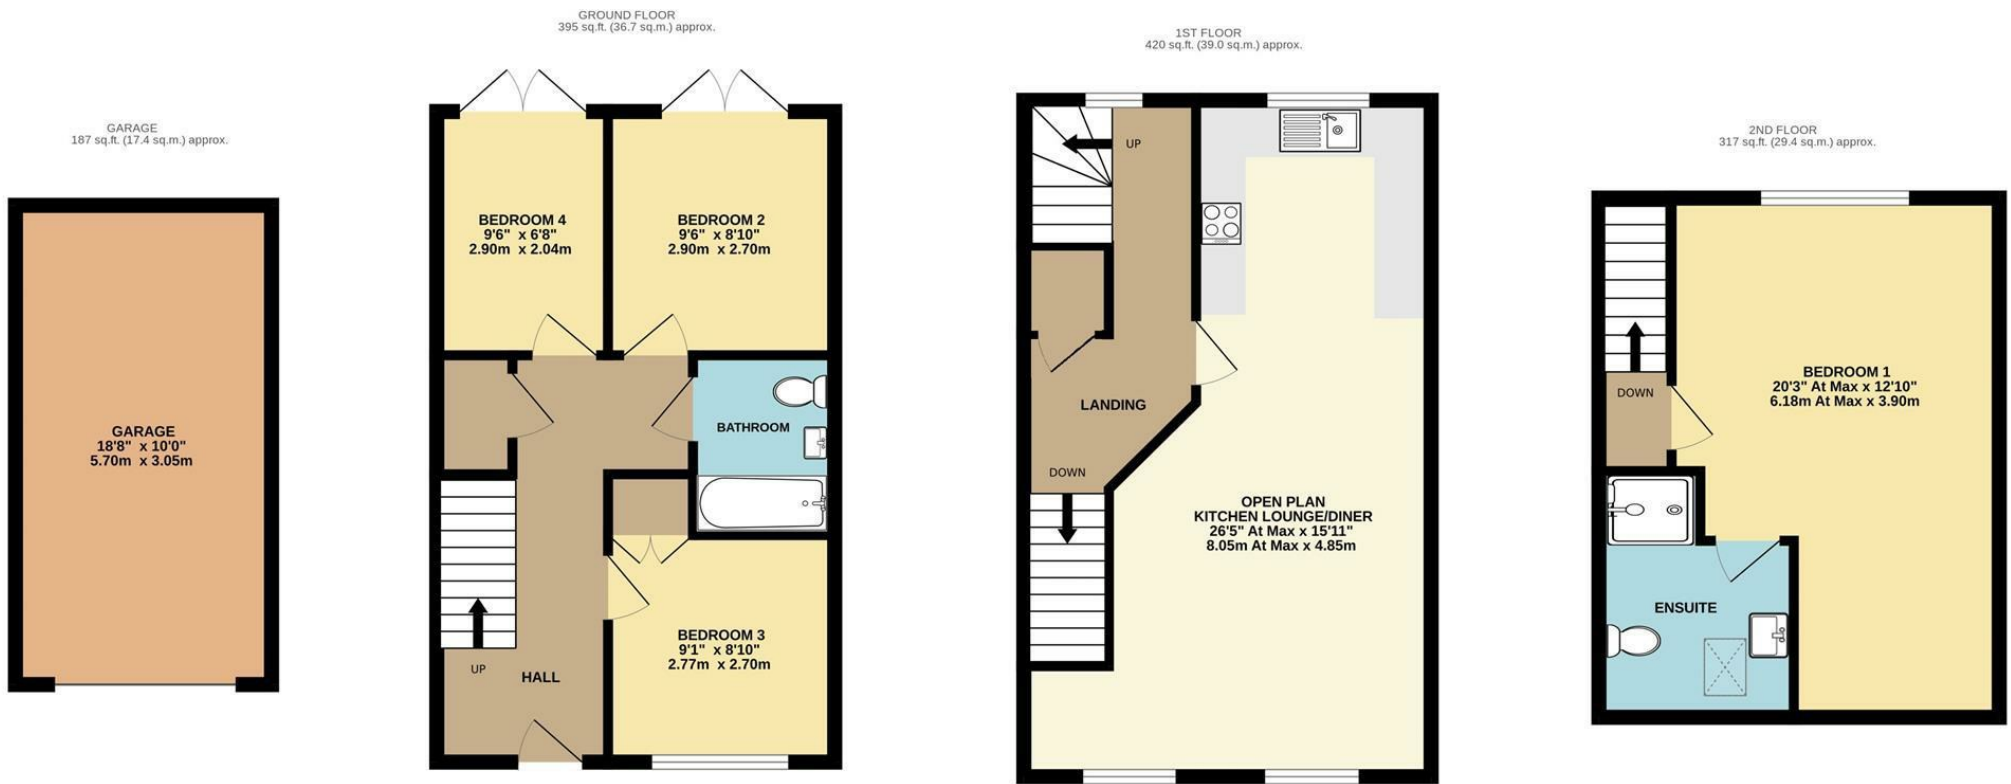 GARAGE
187 sq.ft. (17.4 sq.m.) approx.
GARAGE
18'8" x 10'0"
5.70m x 3.05m
GROUND FLOOR
395 sq.ft. (36.7 sq.m.) approx.
BEDROOM 4
9'6" x 6'8"
2.90m x 2.04m
BEDROOM 2
9'6" x 8'10"
2.90m x 2.70m
BATHROOM
BEDROOM 3
9'1" x 8'10"
2.77m x 2.70m
UP
HALL
1ST FLOOR
420 sq.ft. (39.0 sq.m.) approx.
UP
LANDING
DOWN
OPEN PLAN
KITCHEN LOUNGE/DINER
26'5" At Max x 15'11"
8.05m At Max x 4.85m
2ND FLOOR
317 sq.ft. (29.4 sq.m.) approx.
BEDROOM 1
20'3" At Max x 12'10"
6.18m At Max x 3.90m
DOWN
ENSUITE